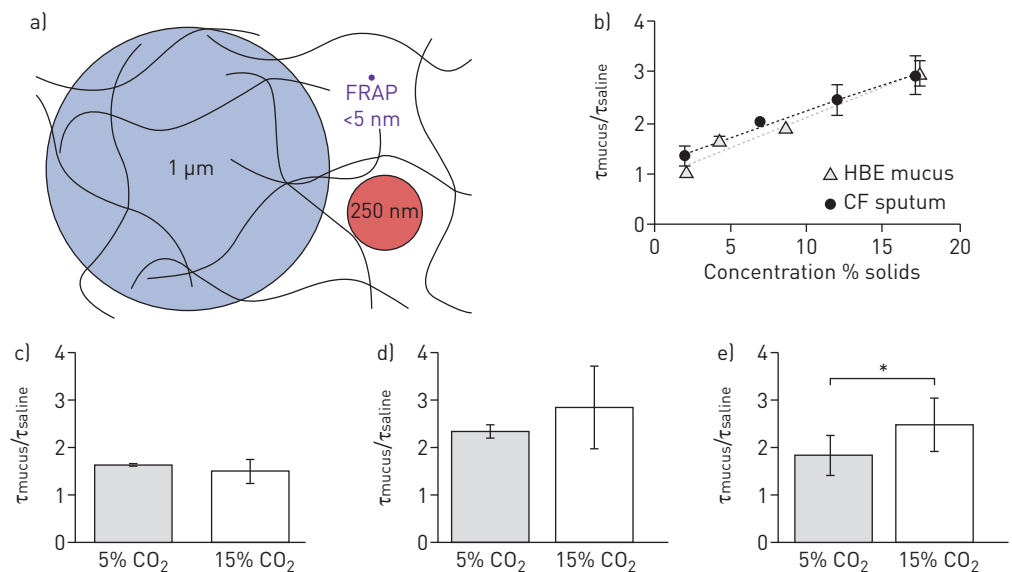 a)
FRAP
<5 nm
1 µm
250 nm
b)
τmucus/τsaline
4
3
2
1
0
0 5 10 15 20
Concentration % solids
HBE mucus
CF sputum
c)
τmucus/τsaline
4
3
2
1
0
5% CO₂ 15% CO₂
d)
τmucus/τsaline
4
3
2
1
0
5% CO₂ 15% CO₂
e)
τmucus/τsaline
4
3
2
1
0
*
5% CO₂ 15% CO₂